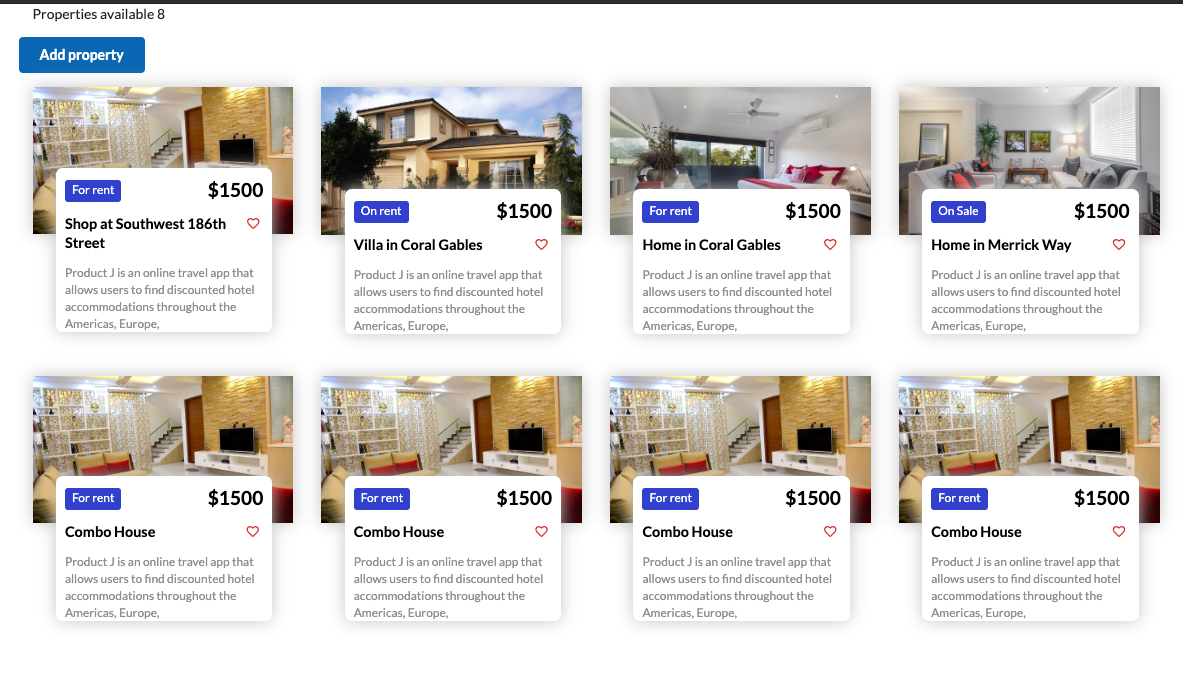 Properties available 8
Add property
For rent
$1500
Shop at Southwest 186th
Street
Product J is an online travel app that
allows users to find discounted hotel
accommodations throughout the
Americas, Europe,
On rent
$1500
Villa in Coral Gables
Product J is an online travel app that
allows users to find discounted hotel
accommodations throughout the
Americas, Europe,
For rent
$1500
Home in Coral Gables
Product J is an online travel app that
allows users to find discounted hotel
accommodations throughout the
Americas, Europe,
On Sale
$1500
Home in Merrick Way
Product J is an online travel app that
allows users to find discounted hotel
accommodations throughout the
Americas, Europe,
For rent
$1500
Combo House
Product J is an online travel app that
allows users to find discounted hotel
accommodations throughout the
Americas, Europe,
For rent
$1500
Combo House
Product J is an online travel app that
allows users to find discounted hotel
accommodations throughout the
Americas, Europe,
For rent
$1500
Combo House
Product J is an online travel app that
allows users to find discounted hotel
accommodations throughout the
Americas, Europe,
For rent
$1500
Combo House
Product J is an online travel app that
allows users to find discounted hotel
accommodations throughout the
Americas, Europe,